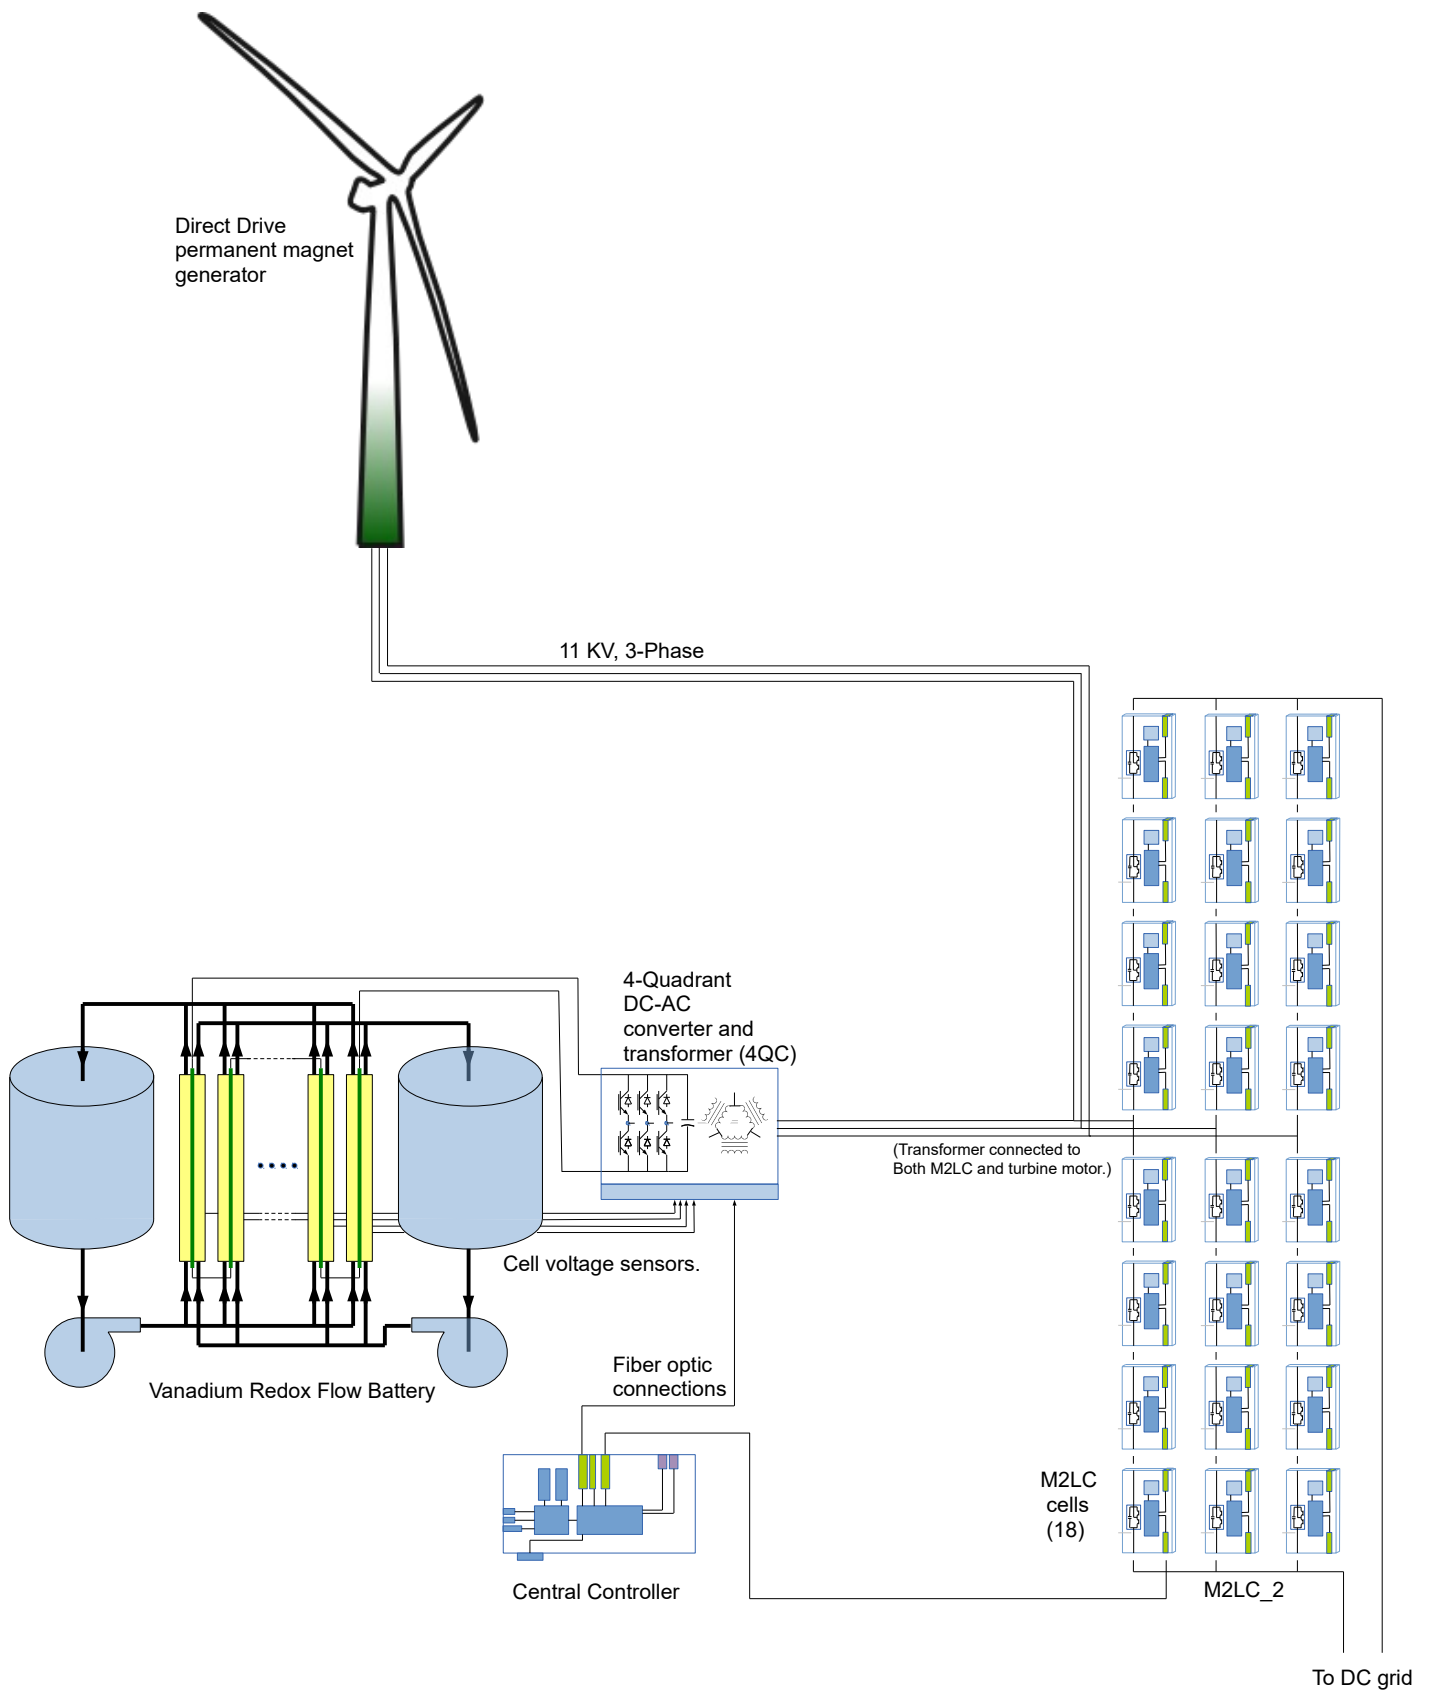 Direct Drive
permanent magnet
generator
11 KV, 3-Phase
4-Quadrant
DC-AC
converter and
transformer (4QC)
(Transformer connected to
Both M2LC and turbine motor.)
Cell voltage sensors.
Fiber optic
connections
Vanadium Redox Flow Battery
M2LC
cells
(18)
Central Controller
M2LC_2
To DC grid